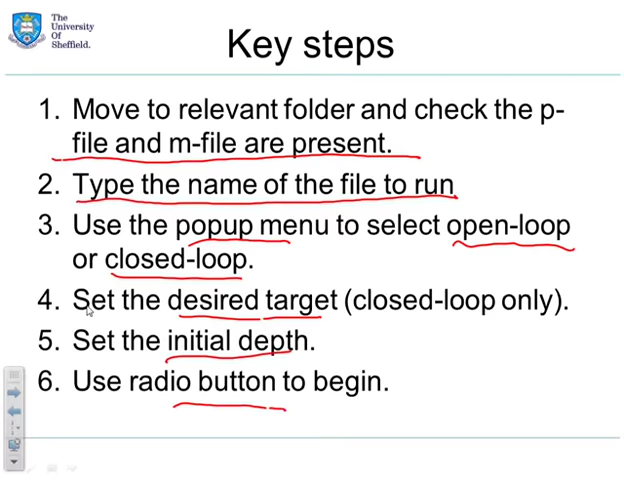 The
University
Of
Sheffield.
Key steps
1. Move to relevant folder and check the p-
file and m-file are present.
2. Type the name of the file to run
3. Use the popup menu to select open-loop
or closed-loop.
4. Set the desired target (closed-loop only).
5. Set the initial depth.
6. Use radio button to begin.